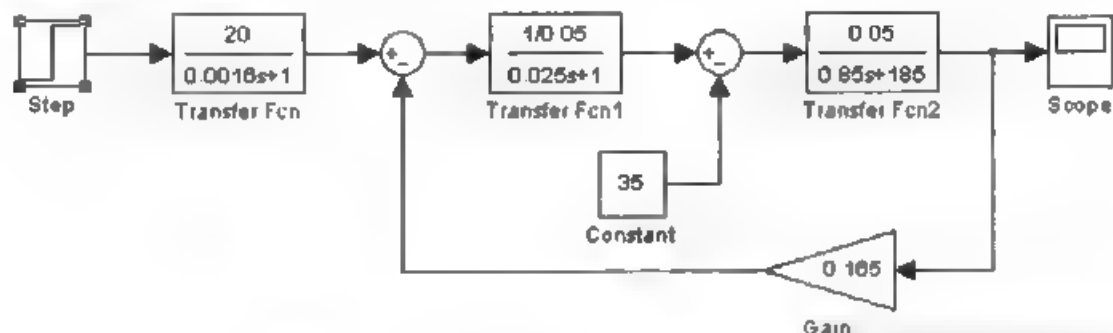 20
0.0016s+1
Transfer Fcn
Step
1/0.05
0.025s+1
Transfer Fcn1
0.05
0.85s+185
Transfer Fcn2
Scope
35
Constant
0.165
Gain